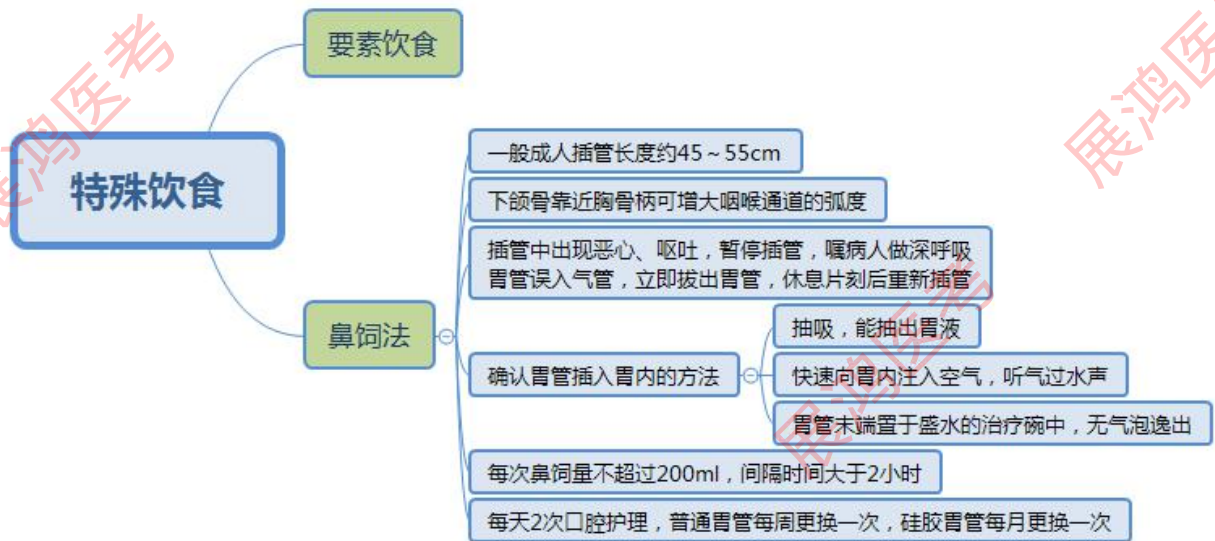 要素饮食
特殊饮食
鼻饲法
一般成人插管长度约45～55cm
下颌骨靠近胸骨柄可增大咽喉通道的弧度
插管中出现恶心、呕吐，暂停插管，嘱病人做深呼吸
胃管误入气管，立即拔出胃管，休息片刻后重新插管
确认胃管插入胃内的方法
抽吸，能抽出胃液
快速向胃内注入空气，听气过水声
胃管末端置于盛水的治疗碗中，无气泡逸出
每次鼻饲量不超过200ml，间隔时间大于2小时
每天2次口腔护理，普通胃管每周更换一次，硅胶胃管每月更换一次
展鸿医考
展鸿医
展鸿医考